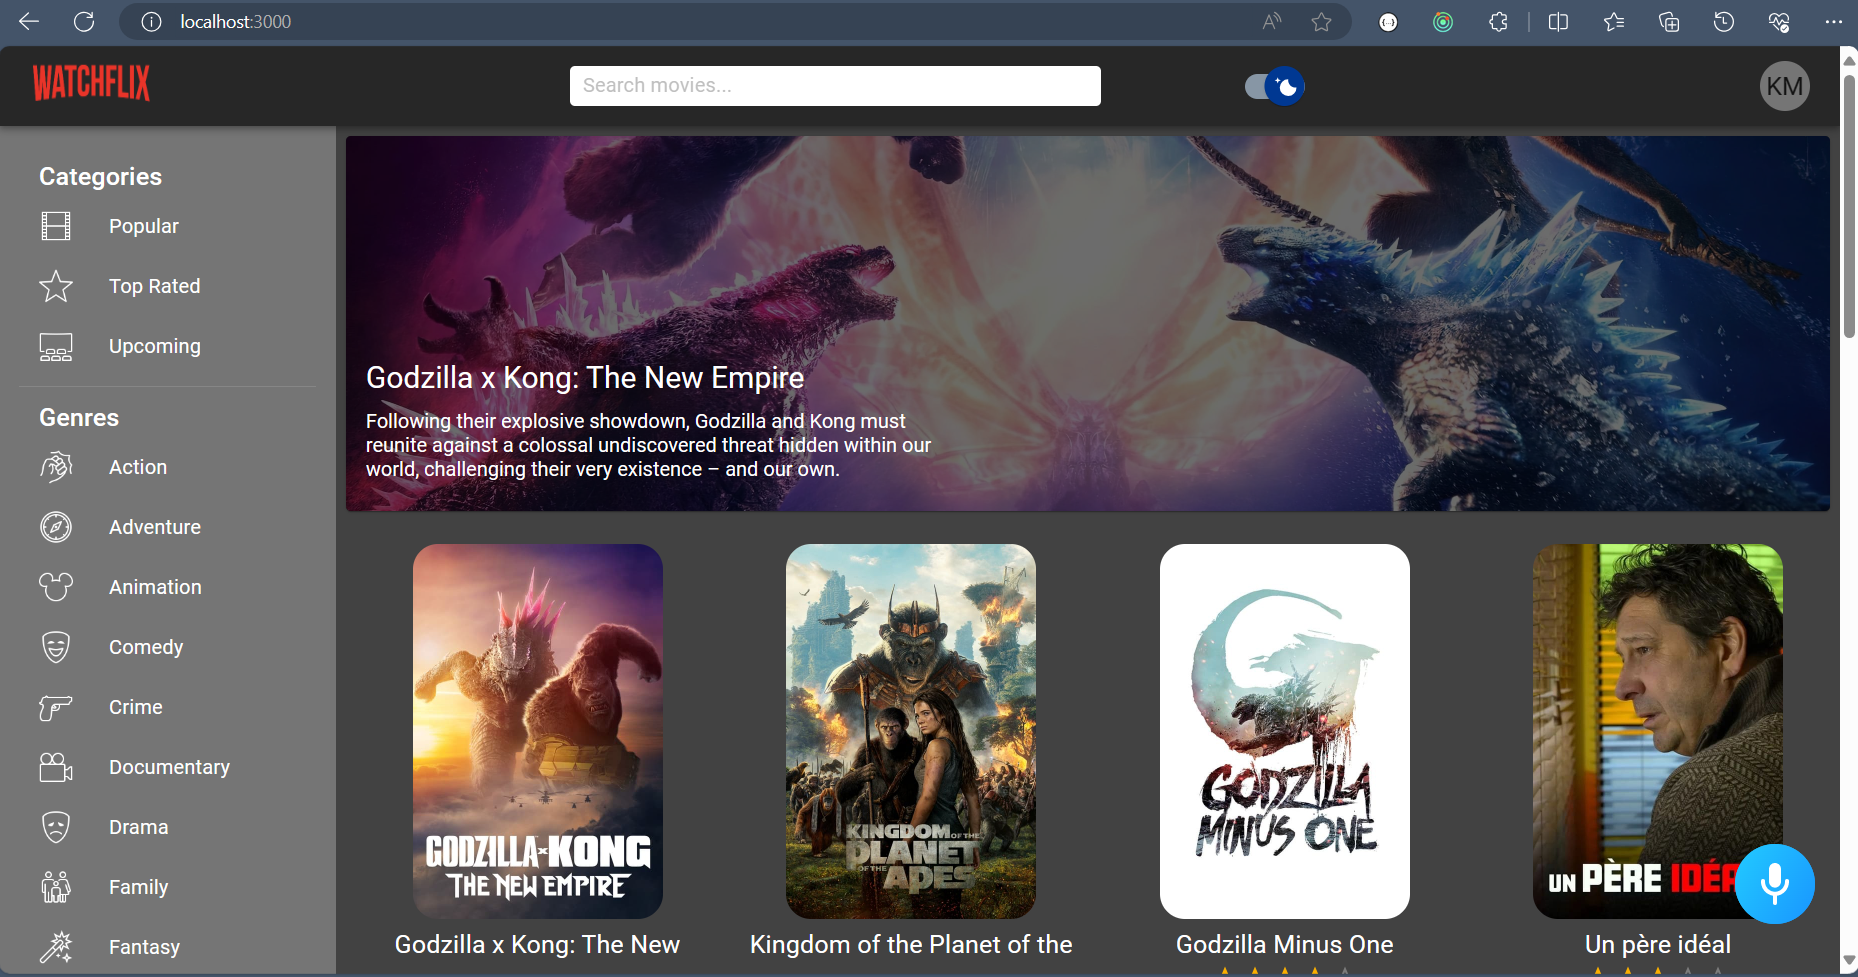 localhost:3000
WATCHFLIX
Search movies...
KM
Categories
Popular
Top Rated
Upcoming
Genres
Action
Adventure
Animation
Comedy
Crime
Documentary
Drama
Family
Fantasy
Godzilla x Kong: The New Empire
Following their explosive showdown, Godzilla and Kong must
reunite against a colossal undiscovered threat hidden within our
world, challenging their very existence – and our own.
GODZILLA x KONG
THE NEW EMPIRE
Godzilla x Kong: The New
KINGDOM OF THE
PLANET
OF THE APES
Kingdom of the Planet of the
GODZILLA
MINUS ONE
Godzilla Minus One
UN PÈRE IDÉA
Un père idéal